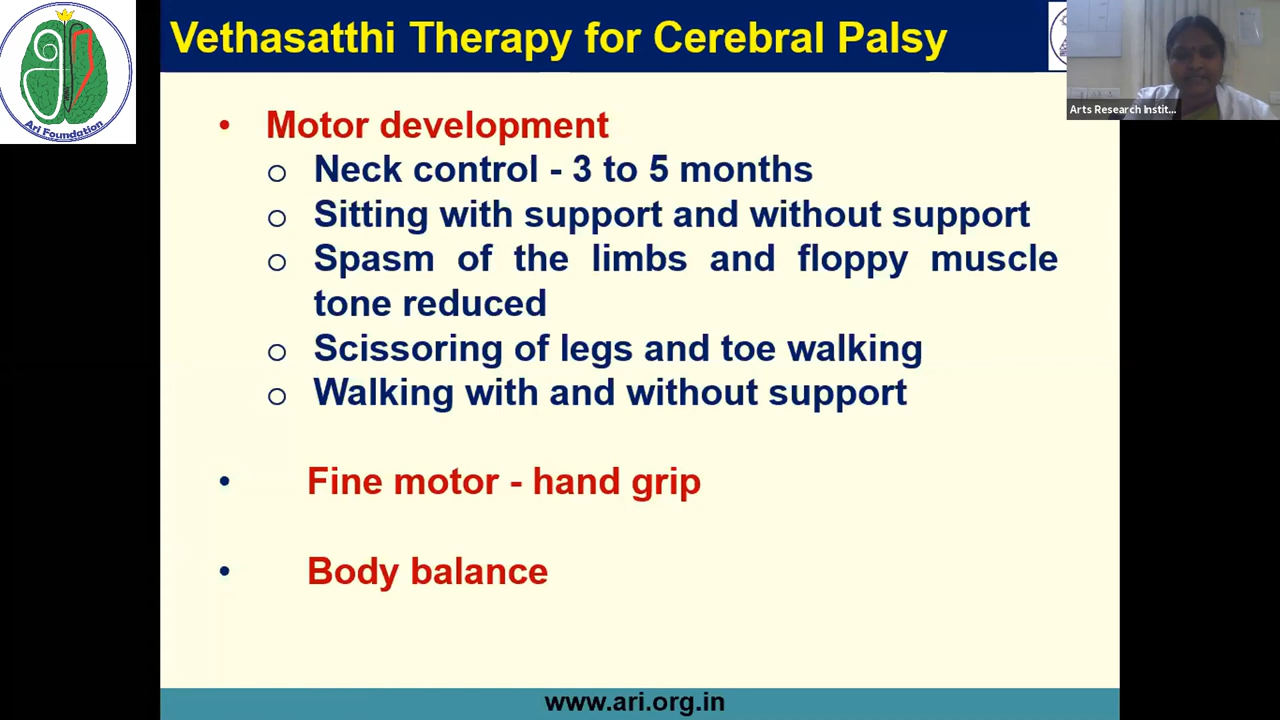 Vethasatthi Therapy for Cerebral Palsy
Arts Research Instit...
• Motor development
o Neck control - 3 to 5 months
o Sitting with support and without support
o Spasm of the limbs and floppy muscle
tone reduced
o Scissoring of legs and toe walking
o Walking with and without support
• Fine motor - hand grip
• Body balance
Ari Foundation
www.ari.org.in